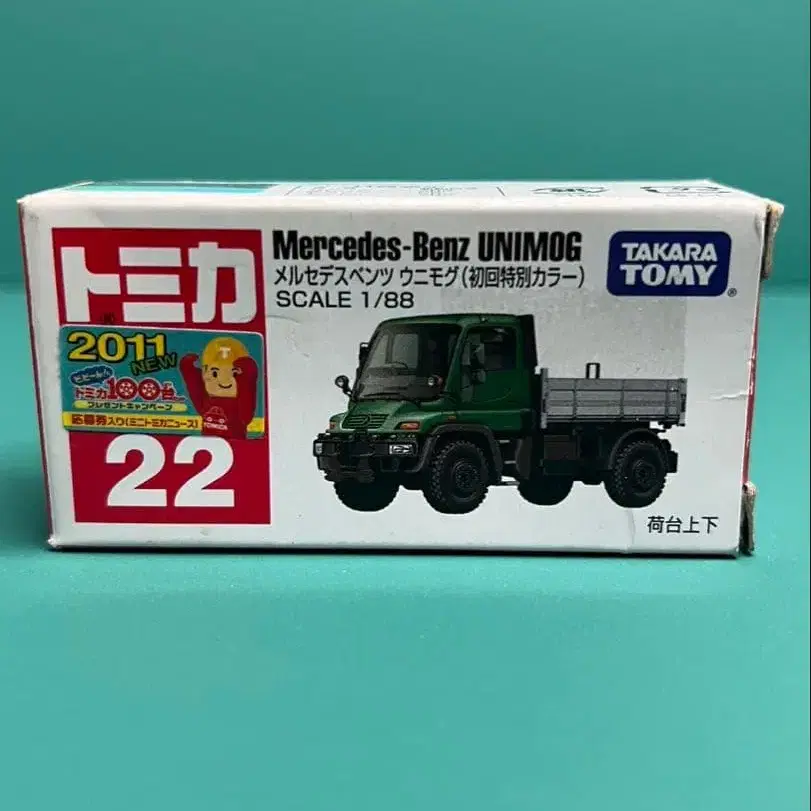 トミカ
Mercedes-Benz UNIMOG
メルセデスベンツ ウニモグ(初回特別カラー)
SCALE 1/88
TAKARA
TOMY
®
2011
NEW
トミカ100台
プレゼントキャンペーン
応募券入り(ミニトミカニュース)
TOMICA
22
荷台上下